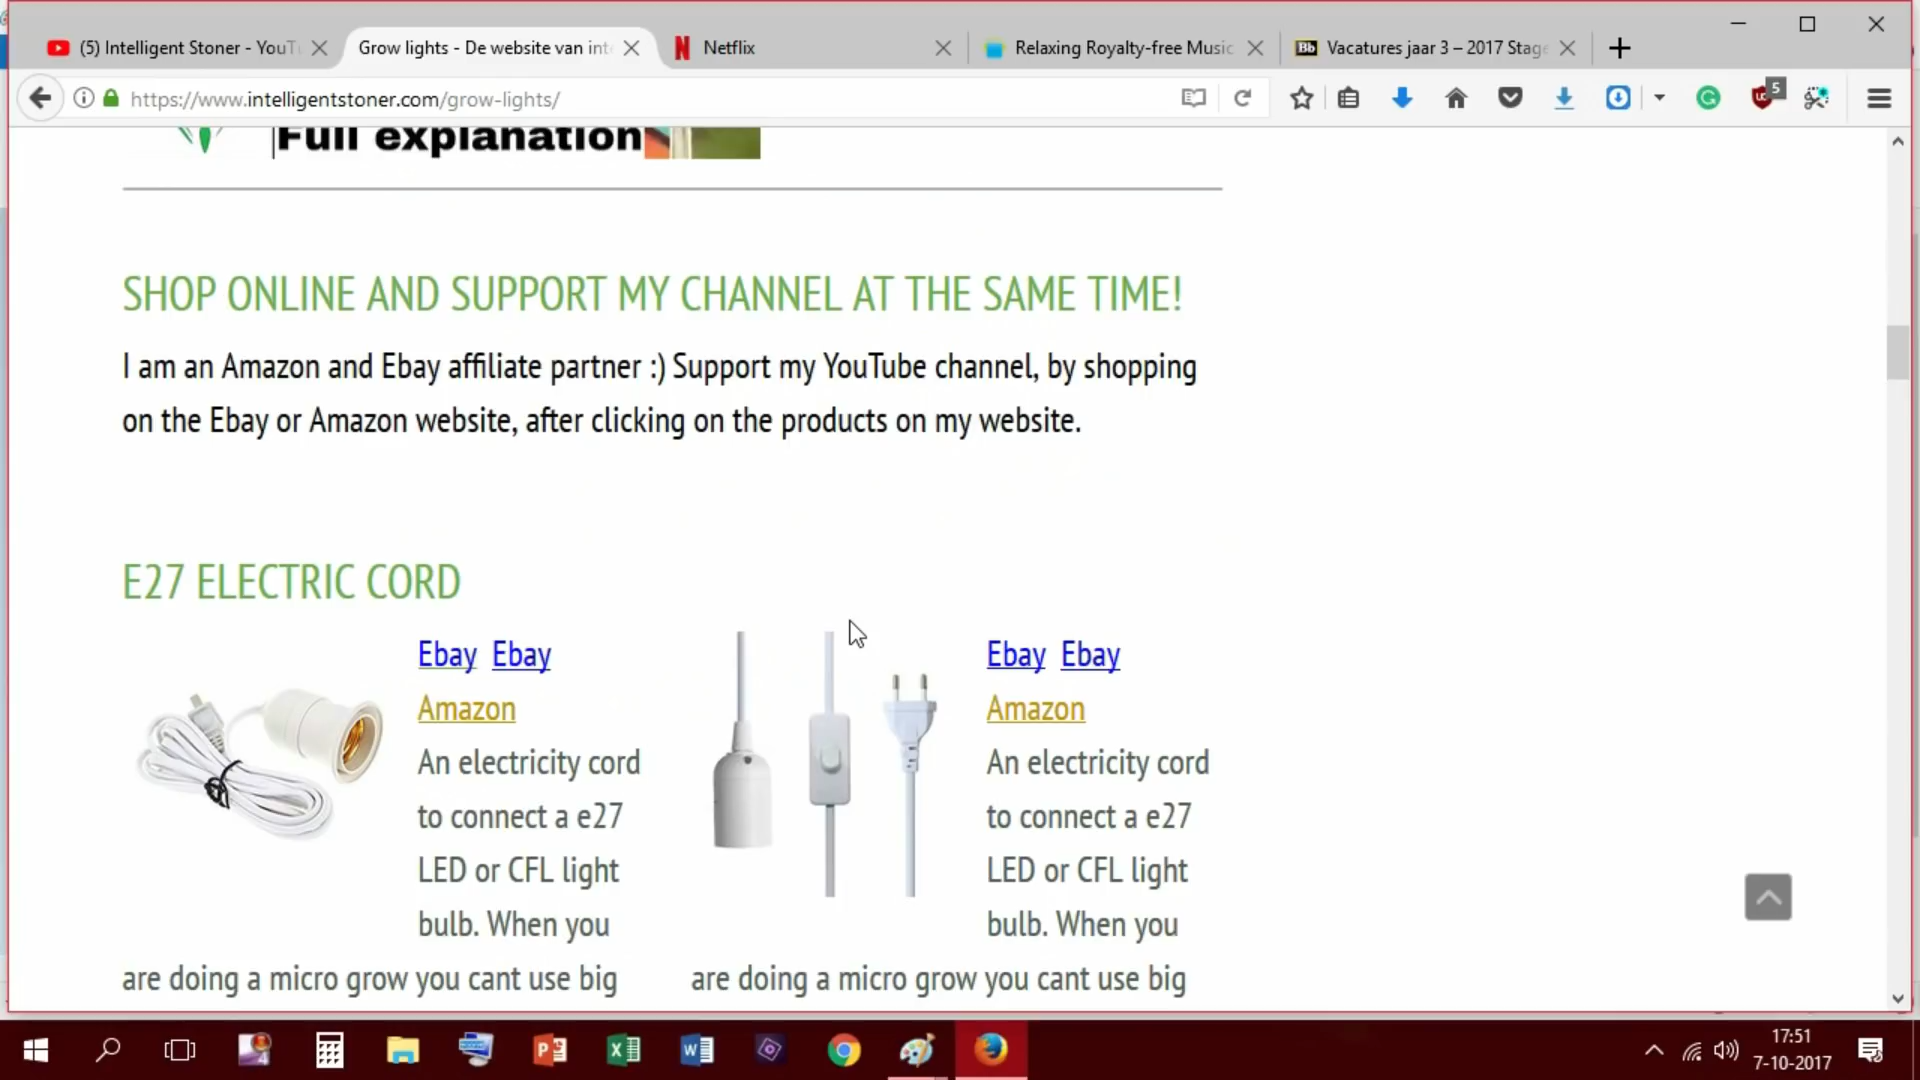 (5) Intelligent Stoner - YouT
Grow lights - De website van int
Netflix
Relaxing Royalty-free Music
Bb Vacatures jaar 3 – 2017 Stage
https://www.intelligentstoner.com/grow-lights/
5
Full explanation
SHOP ONLINE AND SUPPORT MY CHANNEL AT THE SAME TIME!
I am an Amazon and Ebay affiliate partner :) Support my YouTube channel, by shopping
on the Ebay or Amazon website, after clicking on the products on my website.
E27 ELECTRIC CORD
Ebay Ebay
Amazon
An electricity cord
to connect a e27
LED or CFL light
bulb. When you
are doing a micro grow you cant use big
Ebay Ebay
Amazon
An electricity cord
to connect a e27
LED or CFL light
bulb. When you
are doing a micro grow you cant use big
17:51
7-10-2017